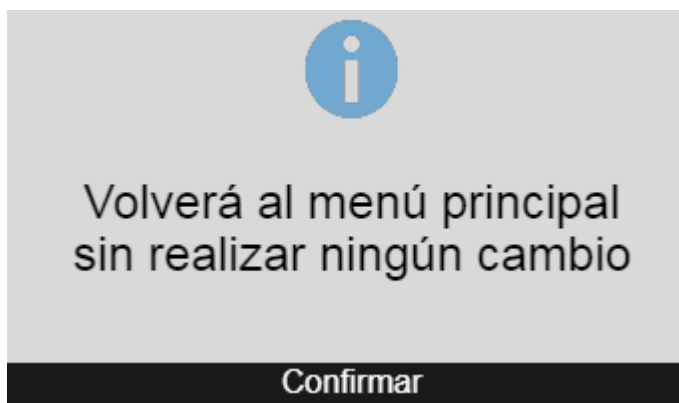 Volverá al menú principal
sin realizar ningún cambio
Confirmar